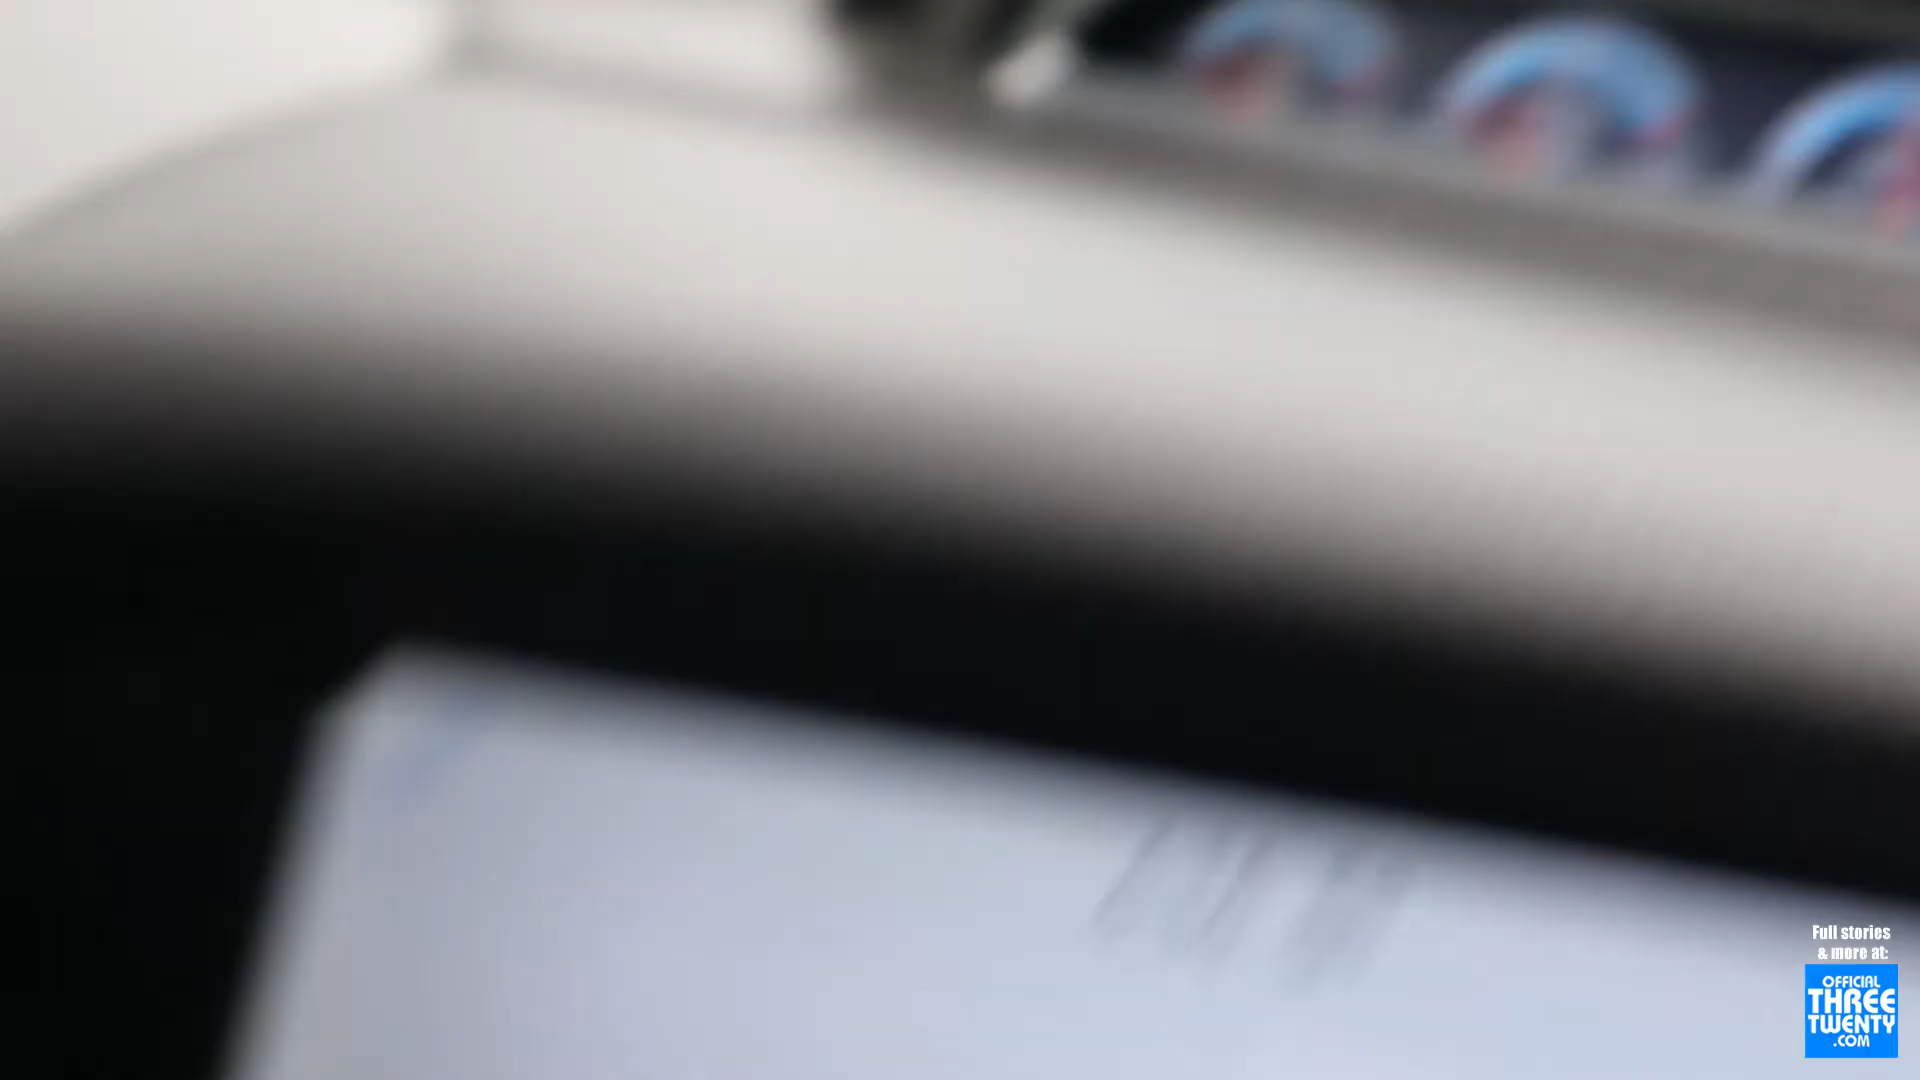 Full stories
& more at:
OFFICIAL
THREE
TWENTY
.COM